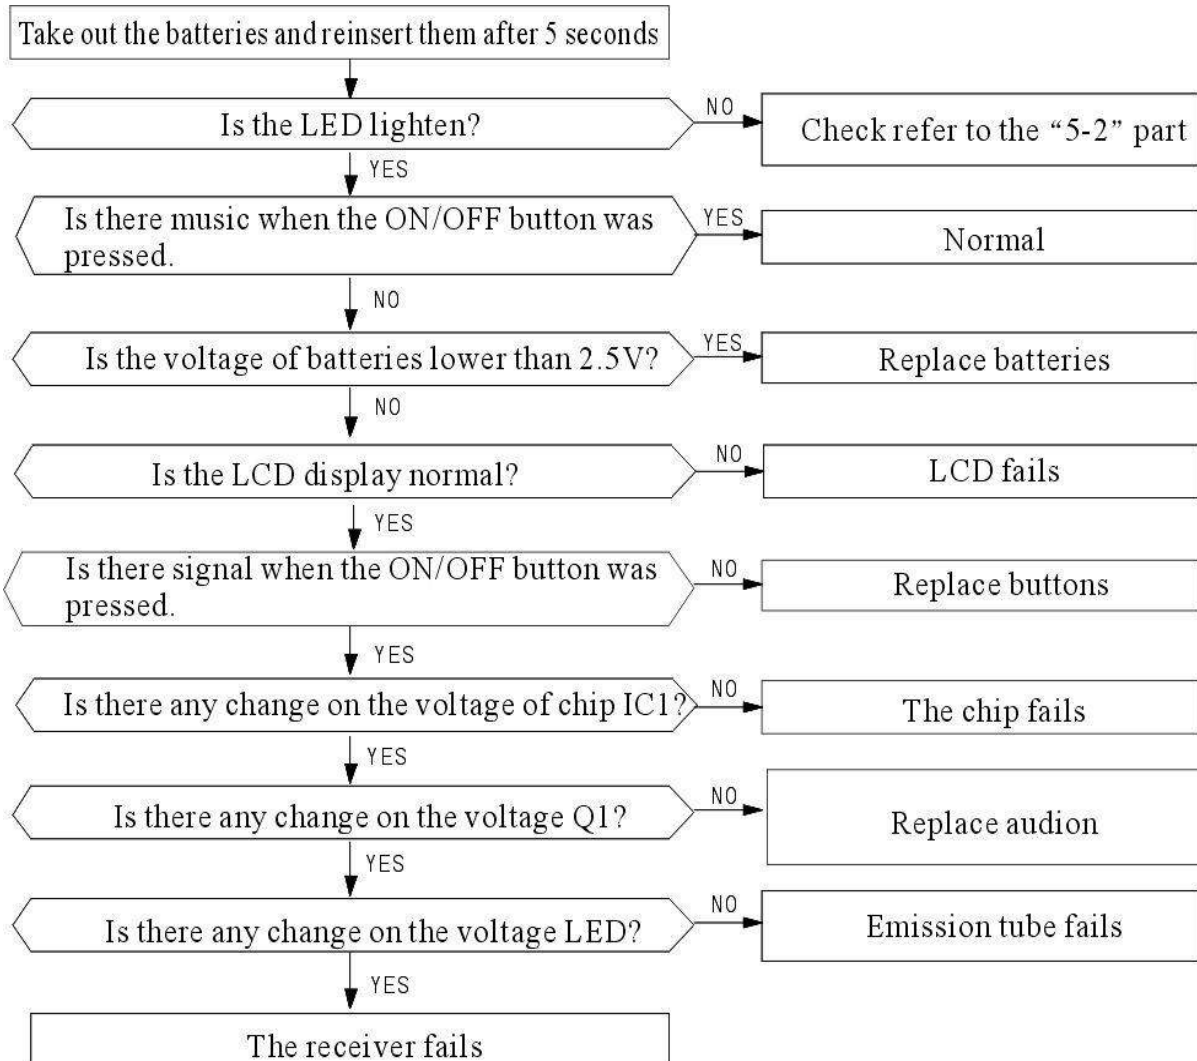 Take out the batteries and reinsert them after 5 seconds
Is the LED lighten?
NO
Check refer to the “5-2” part
YES
Is there music when the ON/OFF button was
pressed.
YES
Normal
NO
Is the voltage of batteries lower than 2.5V?
YES
Replace batteries
NO
Is the LCD display normal?
NO
LCD fails
YES
Is there signal when the ON/OFF button was
pressed.
NO
Replace buttons
YES
Is there any change on the voltage of chip IC1?
NO
The chip fails
YES
Is there any change on the voltage Q1?
NO
Replace audion
YES
Is there any change on the voltage LED?
NO
Emission tube fails
YES
The receiver fails